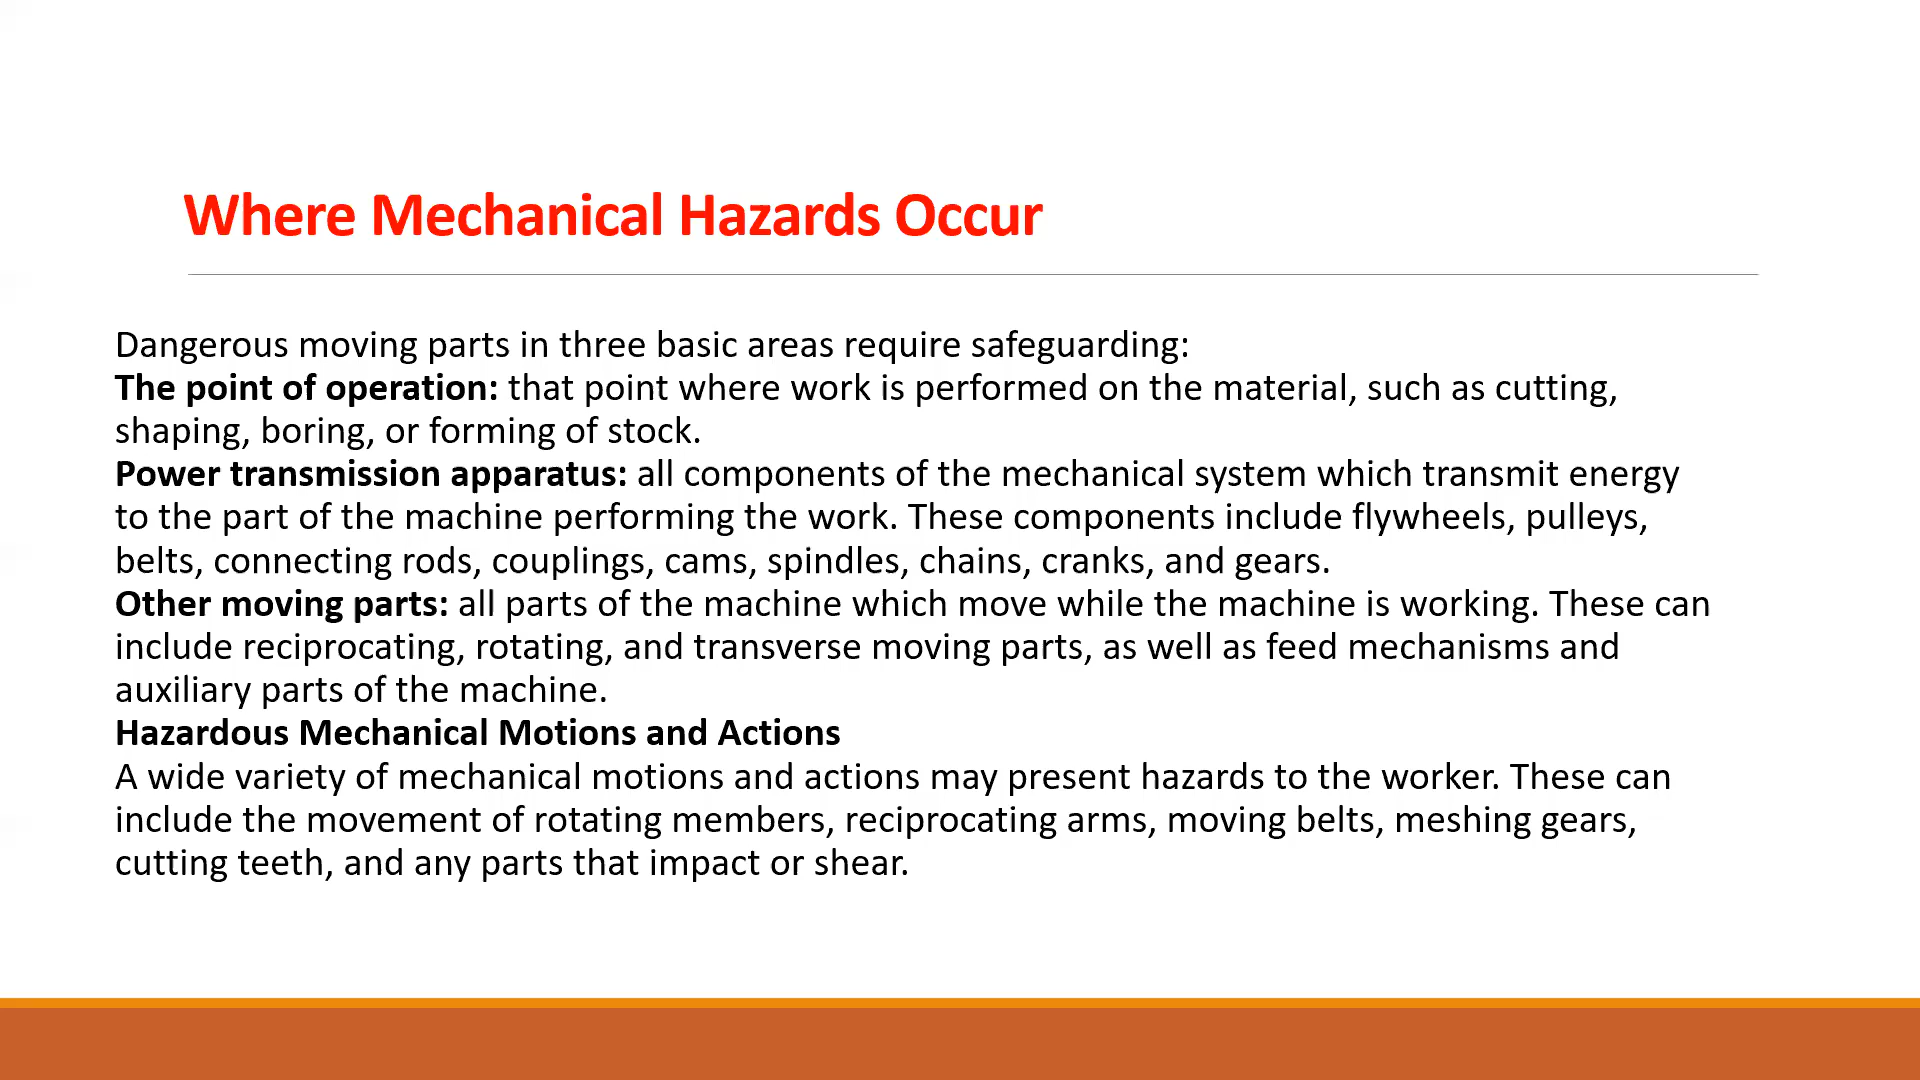 Where Mechanical Hazards Occur
Dangerous moving parts in three basic areas require safeguarding:
The point of operation: that point where work is performed on the material, such as cutting,
shaping, boring, or forming of stock.
Power transmission apparatus: all components of the mechanical system which transmit energy
to the part of the machine performing the work. These components include flywheels, pulleys,
belts, connecting rods, couplings, cams, spindles, chains, cranks, and gears.
Other moving parts: all parts of the machine which move while the machine is working. These can
include reciprocating, rotating, and transverse moving parts, as well as feed mechanisms and
auxiliary parts of the machine.
Hazardous Mechanical Motions and Actions
A wide variety of mechanical motions and actions may present hazards to the worker. These can
include the movement of rotating members, reciprocating arms, moving belts, meshing gears,
cutting teeth, and any parts that impact or shear.